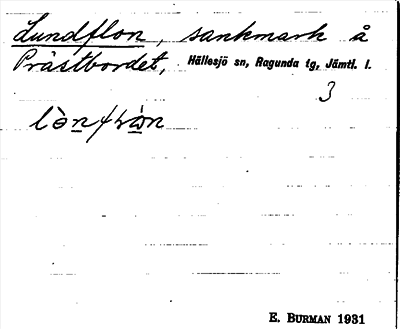 Lundflon, sankmark å
Prästbordet, Hällesjö sn, Ragunda tg, Jämtl. l.
3
E. BURMAN 1931